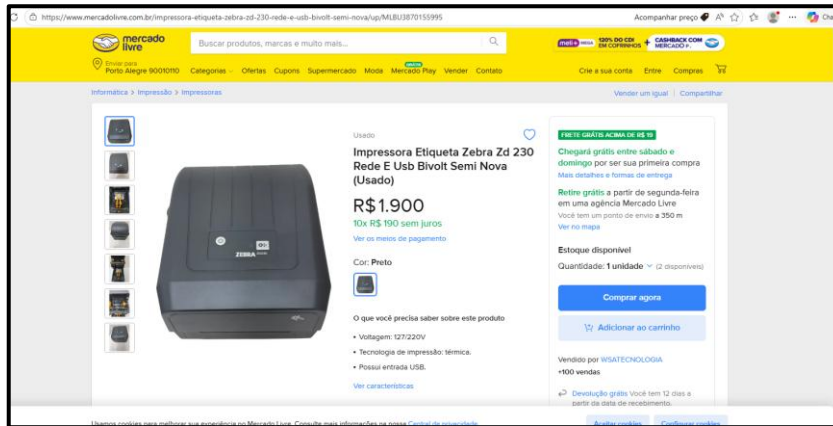 https://www.mercadolivre.com.br/impressora-etiqueta-zebra-zd-230-rede-e-usb-bivolt-semi-nova/up/MLBU3870155995
Acompanhar preço
mercado
livre
Buscar produtos, marcas e muito mais...
meli+ MEGA
120% DO CDI
EM COFRINHOS
+
CASHBACK COM
MERCADO P.
Enviar para
Porto Alegre 90010110
Categorias
Ofertas
Cupons
Supermercado
Moda
GRÁTIS
Mercado Play
Vender
Contato
Crie a sua conta
Entre
Compras
Informática > Impressão > Impressoras
Vender um igual | Compartilhar
Usado
Impressora Etiqueta Zebra Zd 230
Rede E Usb Bivolt Semi Nova
(Usado)
R$1.900
10x R$ 190 sem juros
Ver os meios de pagamento
Cor: Preto
O que você precisa saber sobre este produto
• Voltagem: 127/220V
• Tecnologia de impressão: térmica.
• Possui entrada USB.
Ver características
ZEBRA
FRETE GRÁTIS ACIMA DE R$ 19
Chegará grátis entre sábado e
domingo por ser sua primeira compra
Mais detalhes e formas de entrega
Retire grátis a partir de segunda-feira
em uma agência Mercado Livre
Você tem um ponto de envio a 350 m
Ver no mapa
Estoque disponível
Quantidade: 1 unidade (2 disponíveis)
Comprar agora
Adicionar ao carrinho
Vendido por WSATECNOLOGIA
+100 vendas
Devolução grátis Você tem 12 dias a
partir da data de recebimento.
Usamos cookies para melhorar sua experiência no Mercado Livre. Consulte mais informações na nossa Central de privacidade.
Aceitar cookies
Configurar cookies